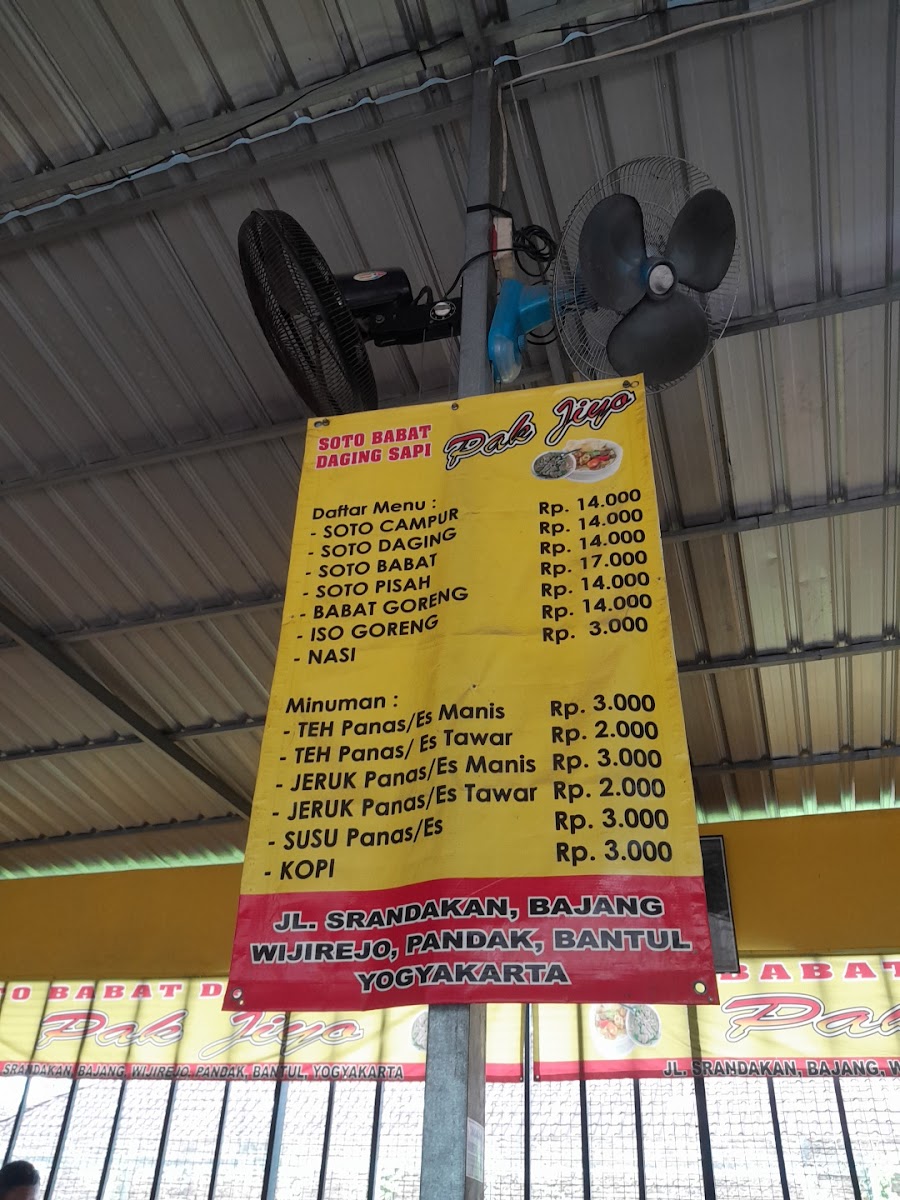 SOTO BABAT
DAGING SAPI
Pak Jiyo
Daftar Menu :
- SOTO CAMPUR Rp. 14.000
- SOTO DAGING Rp. 14.000
- SOTO BABAT Rp. 14.000
- SOTO PISAH Rp. 17.000
- BABAT GORENG Rp. 14.000
- ISO GORENG Rp. 14.000
- NASI Rp. 3.000
Minuman :
- TEH Panas/Es Manis Rp. 3.000
- TEH Panas/ Es Tawar Rp. 2.000
- JERUK Panas/Es Manis Rp. 3.000
- JERUK Panas/Es Tawar Rp. 2.000
- SUSU Panas/Es Rp. 3.000
- KOPI Rp. 3.000
JL. SRANDAKAN, BAJANG
WIJIREJO, PANDAK, BANTUL
YOGYAKARTA
TO BABAT D
Pak Jiyo
SRANDAKAN, BAJANG, WIJIREJO, PANDAK, BANTUL, YOGYAKARTA
BABAT
Pak
JL. SRANDAKAN, BAJANG, W